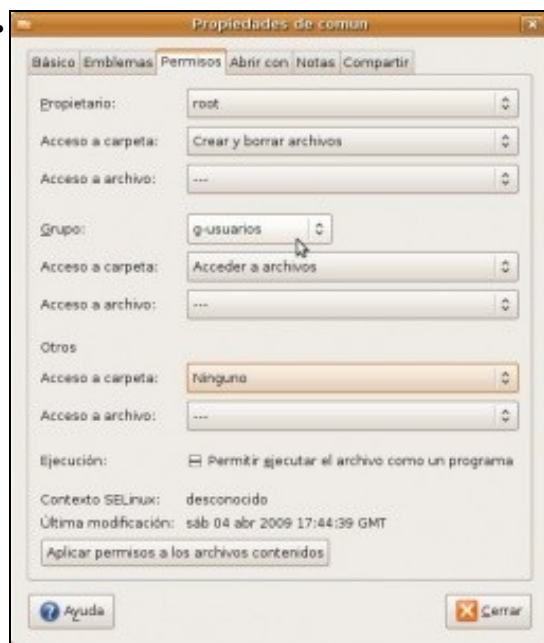 Propiedades de comun
Básico Emblemas Permisos Abrir con Notas Compartir
Propietario: root
Acceso a carpeta: Crear y borrar archivos
Acceso a archivo: ---
Grupo: g-usuarios
Acceso a carpeta: Acceder a archivos
Acceso a archivo: ---
Otros
Acceso a carpeta: Ninguno
Acceso a archivo: ---
Ejecución: Permitir ejecutar el archivo como un programa
Contexto SELinux: desconocido
Última modificación: sáb 04 abr 2009 17:44:39 GMT
Aplicar permisos a los archivos contenidos
Ayuda Cerrar